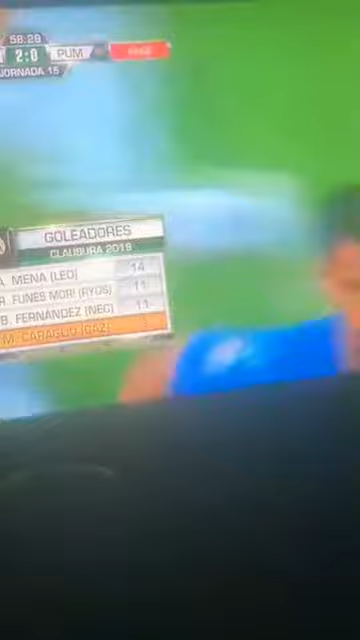 58:29
2:0 PUM
JORNADA 15
GOLEADORES
CLAUSURA 2019
A. MENA (LEO) 14
R. FUNES MORI (RYDS) 11
B. FERNÁNDEZ (NEC) 11
M. CARAGLIO (CAZ)